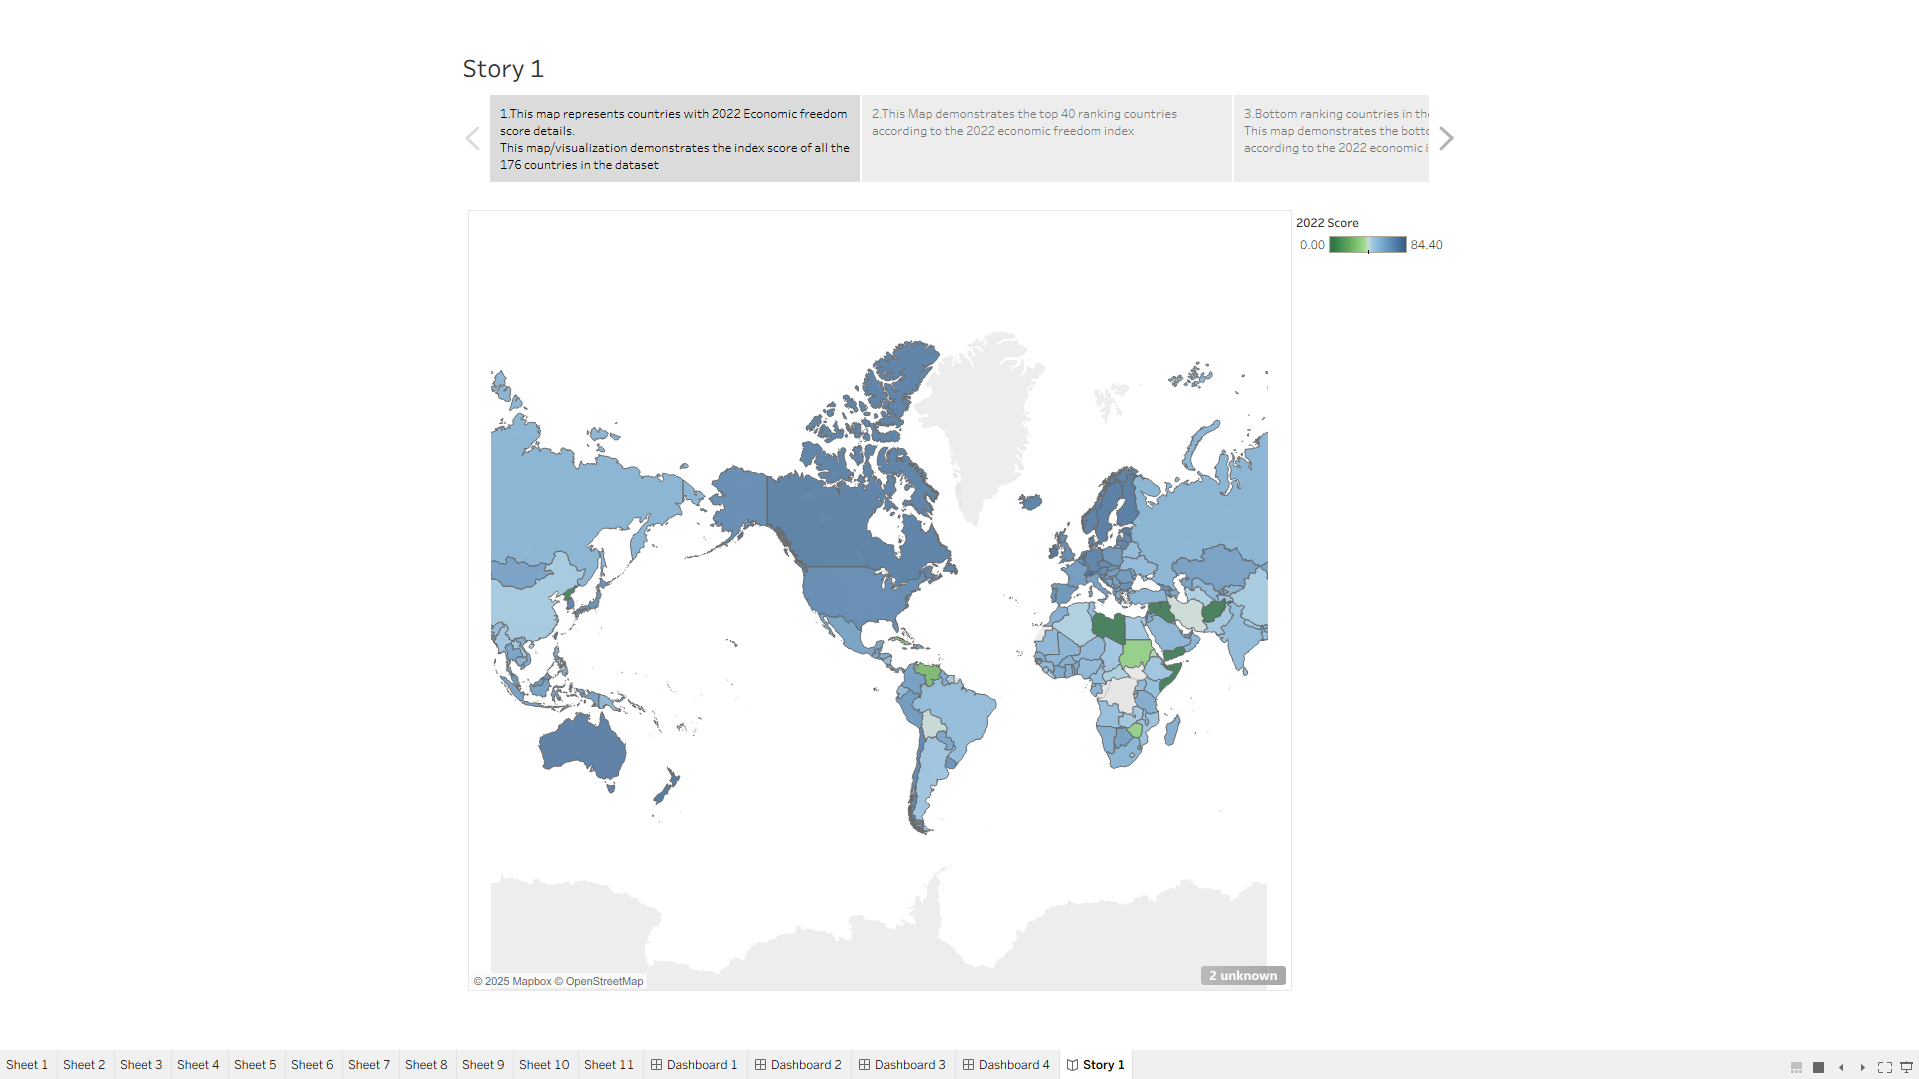 Story 1
1.This map represents countries with 2022 Economic freedom
score details.
This map/visualization demonstrates the index score of all the
176 countries in the dataset
2.This Map demonstrates the top 40 ranking countries
according to the 2022 economic freedom index
3.Bottom ranking countries in the
This map demonstrates the botto
according to the 2022 economic i
2022 Score
0.00
84.40
© 2025 Mapbox © OpenStreetMap
2 unknown
Sheet 1
Sheet 2
Sheet 3
Sheet 4
Sheet 5
Sheet 6
Sheet 7
Sheet 8
Sheet 9
Sheet 10
Sheet 11
Dashboard 1
Dashboard 2
Dashboard 3
Dashboard 4
Story 1